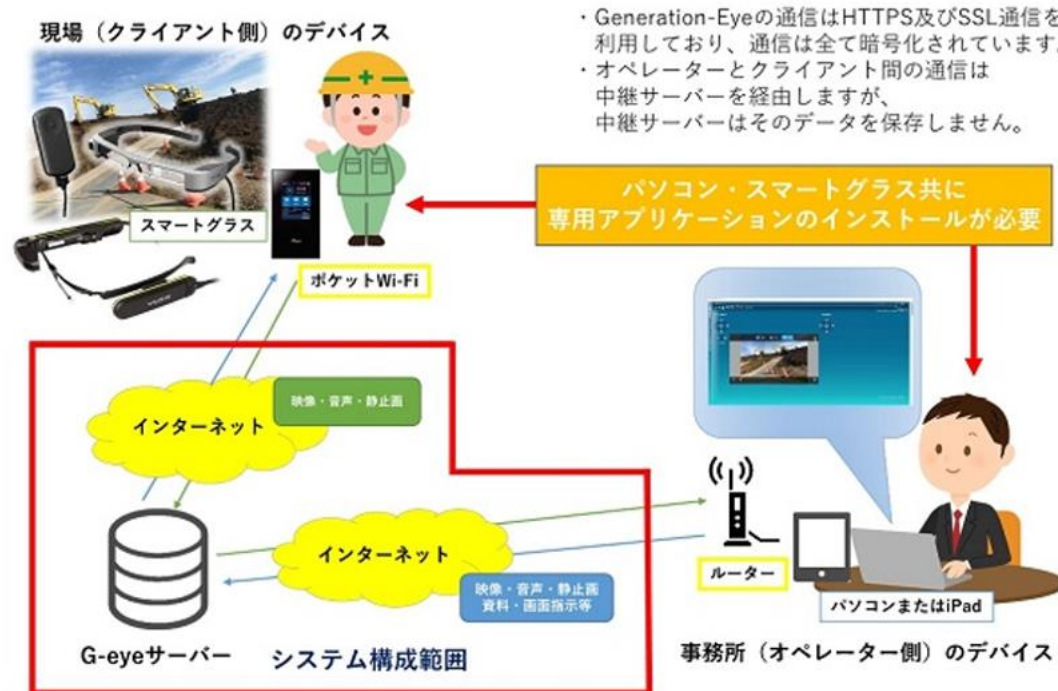 現場（クライアント側）のデバイス
・Generation-Eyeの通信はHTTPS及びSSL通信を
利用しており、通信は全て暗号化されています。
・オペレーターとクライアント間の通信は
中継サーバーを経由しますが、
中継サーバーはそのデータを保存しません。
スマートグラス
ポケットWi-Fi
パソコン・スマートグラス共に
専用アプリケーションのインストールが必要
インターネット
映像・音声・静止画
インターネット
映像・音声・静止画
資料・画面指示等
G-eyeサーバー
システム構成範囲
ルーター
パソコンまたはiPad
事務所（オペレーター側）のデバイス